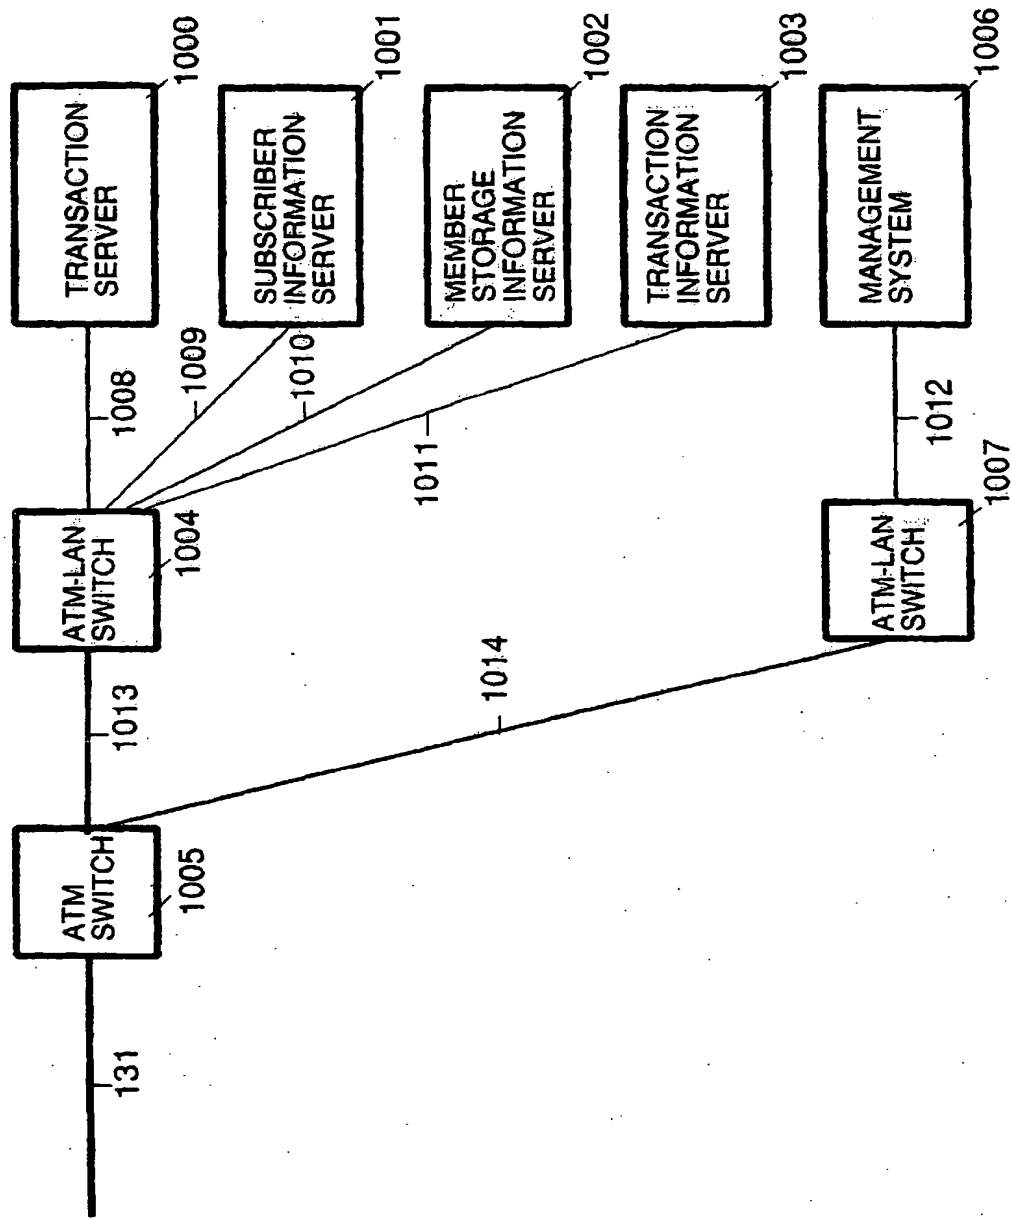 TRANSACTION
SERVER
1000
SUBSCRIBER
INFORMATION
SERVER
1001
MEMBER
STORAGE
INFORMATION
SERVER
1002
TRANSACTION
INFORMATION
SERVER
1003
MANAGEMENT
SYSTEM
1006
1008
1009
1010
1011
1012
ATM-LAN
SWITCH
1004
ATM-LAN
SWITCH
1007
1013
1014
ATM
SWITCH
1005
131